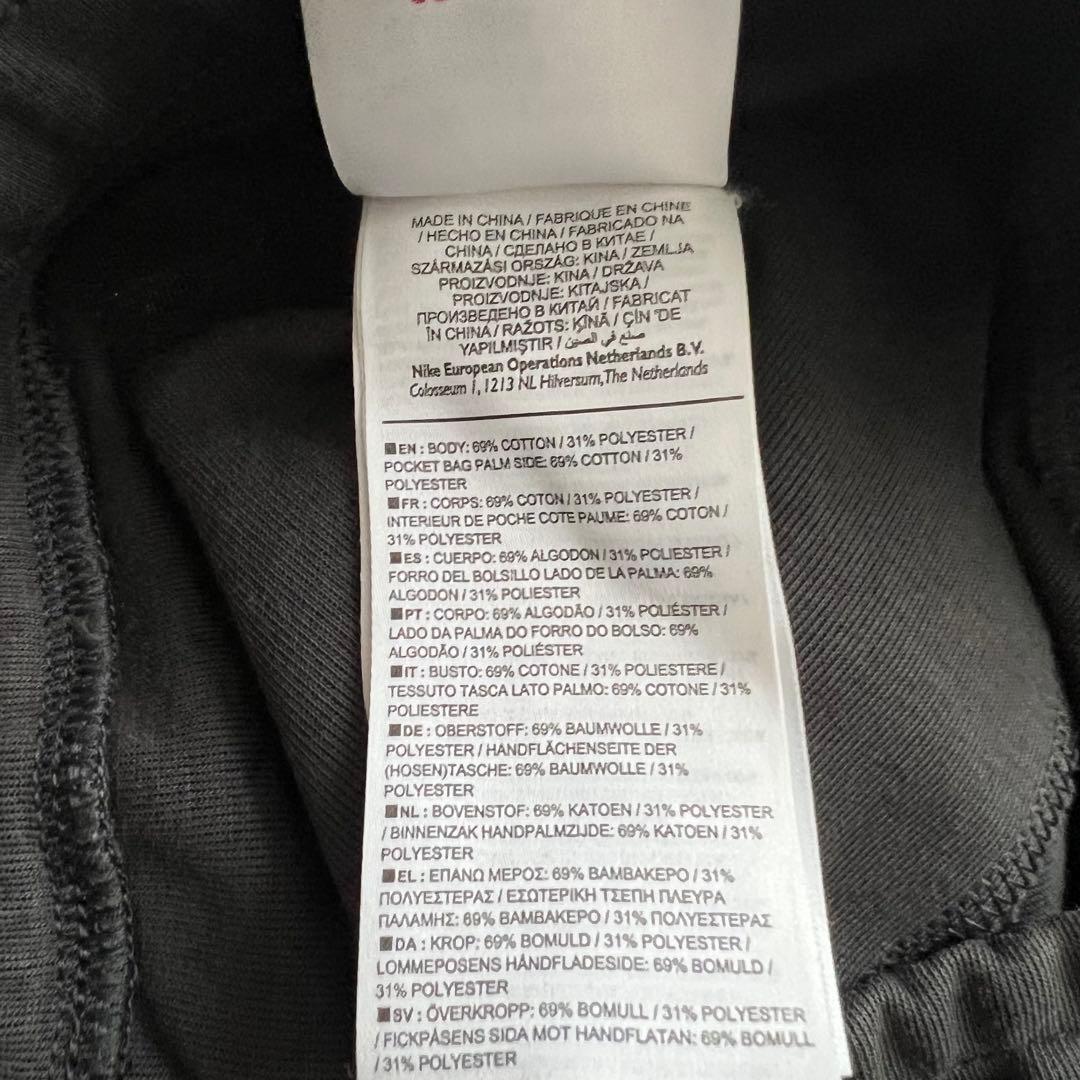 MADE IN CHINA / FABRIQUE EN CHINE
/ HECHO EN CHINA / FABRICADO NA
CHINA / СДЕЛАНО В КИТАЕ /
SZÁRMAZÁSI ORSZÁG: KINA / ZEMLJA
PROIZVODNJE: KINA / DRŽAVA
PROIZVODNJE: KITAJSKA /
ПРОИЗВЕДЕНО В КИТАЙ / FABRICAT
ÎN CHINA / RAŽOTS: ĶĪNĀ / ÇİN 'DE
YAPILMIŞTIR / صنع في الصين
Nike European Operations Netherlands B.V.
Colosseum 1, 1213 NL Hilversum, The Netherlands
EN : BODY: 69% COTTON / 31% POLYESTER /
POCKET BAG PALM SIDE: 69% COTTON / 31%
POLYESTER
FR : CORPS: 69% COTON / 31% POLYESTER /
INTERIEUR DE POCHE COTE PAUME: 69% COTON /
31% POLYESTER
ES : CUERPO: 69% ALGODON / 31% POLIESTER /
FORRO DEL BOLSILLO LADO DE LA PALMA: 69%
ALGODON / 31% POLIESTER
PT : CORPO: 69% ALGODÃO / 31% POLIÉSTER /
LADO DA PALMA DO FORRO DO BOLSO: 69%
ALGODÃO / 31% POLIÉSTER
IT : BUSTO: 69% COTONE / 31% POLIESTERE /
TESSUTO TASCA LATO PALMO: 69% COTONE / 31%
POLIESTERE
DE : OBERSTOFF: 69% BAUMWOLLE / 31%
POLYESTER / HANDFLÄCHENSEITE DER
(HOSEN)TASCHE: 69% BAUMWOLLE / 31%
POLYESTER
NL : BOVENSTOF: 69% KATOEN / 31% POLYESTER
/ BINNENZAK HANDPALMZIJDE: 69% KATOEN / 31%
POLYESTER
EL : ΕΠΑΝΩ ΜΕΡΟΣ: 69% ΒΑΜΒΑΚΕΡΟ / 31%
ΠΟΛΥΕΣΤΕΡΑΣ / ΕΣΩΤΕΡΙΚΗ ΤΣΕΠΗ ΠΛΕΥΡΑ
ΠΑΛΑΜΗΣ: 69% ΒΑΜΒΑΚΕΡΟ / 31% ΠΟΛΥΕΣΤΕΡΑΣ
DA : KROP: 69% BOMULD / 31% POLYESTER /
LOMMEPOSENS HÅNDFLADESIDE: 69% BOMULD /
31% POLYESTER
SV : ÖVERKROPP: 69% BOMULL / 31% POLYESTER
/ FICKPÅSENS SIDA MOT HANDFLATAN: 69% BOMULL
/ 31% POLYESTER